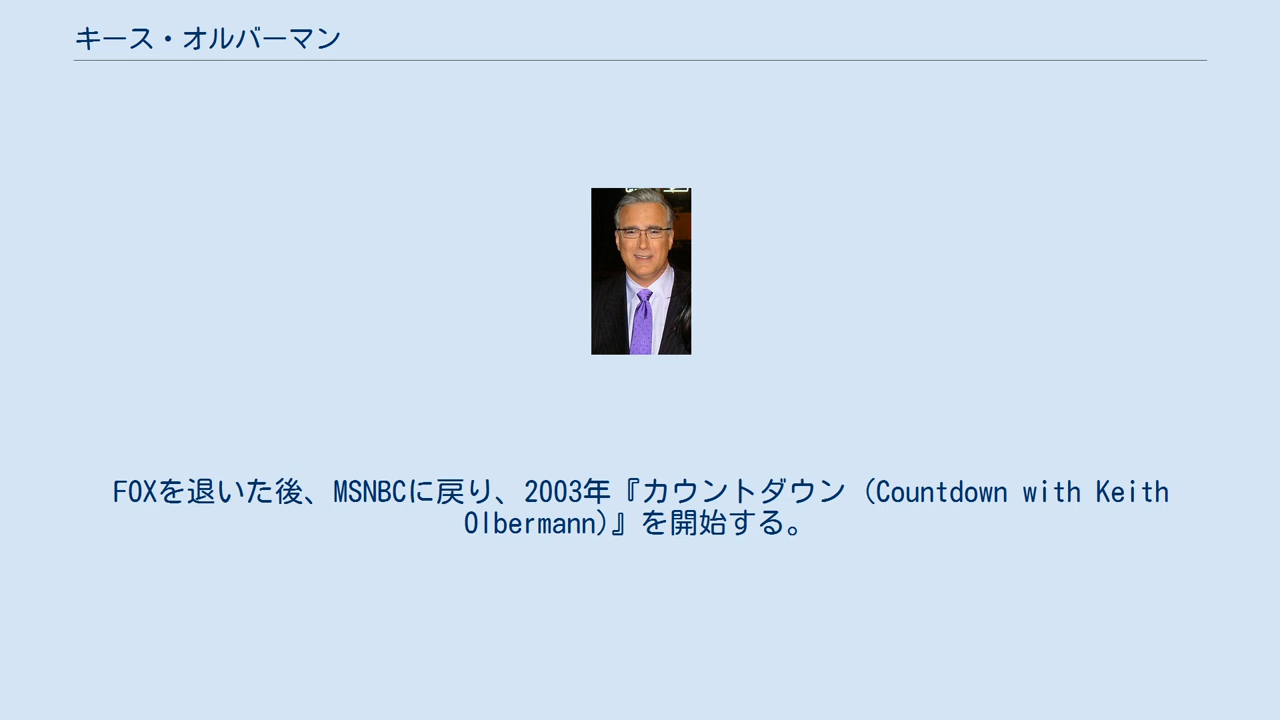 キース・オルバーマン
FOXを退いた後、MSNBCに戻り、2003年『カウントダウン (Countdown with Keith
Olbermann)』を開始する。